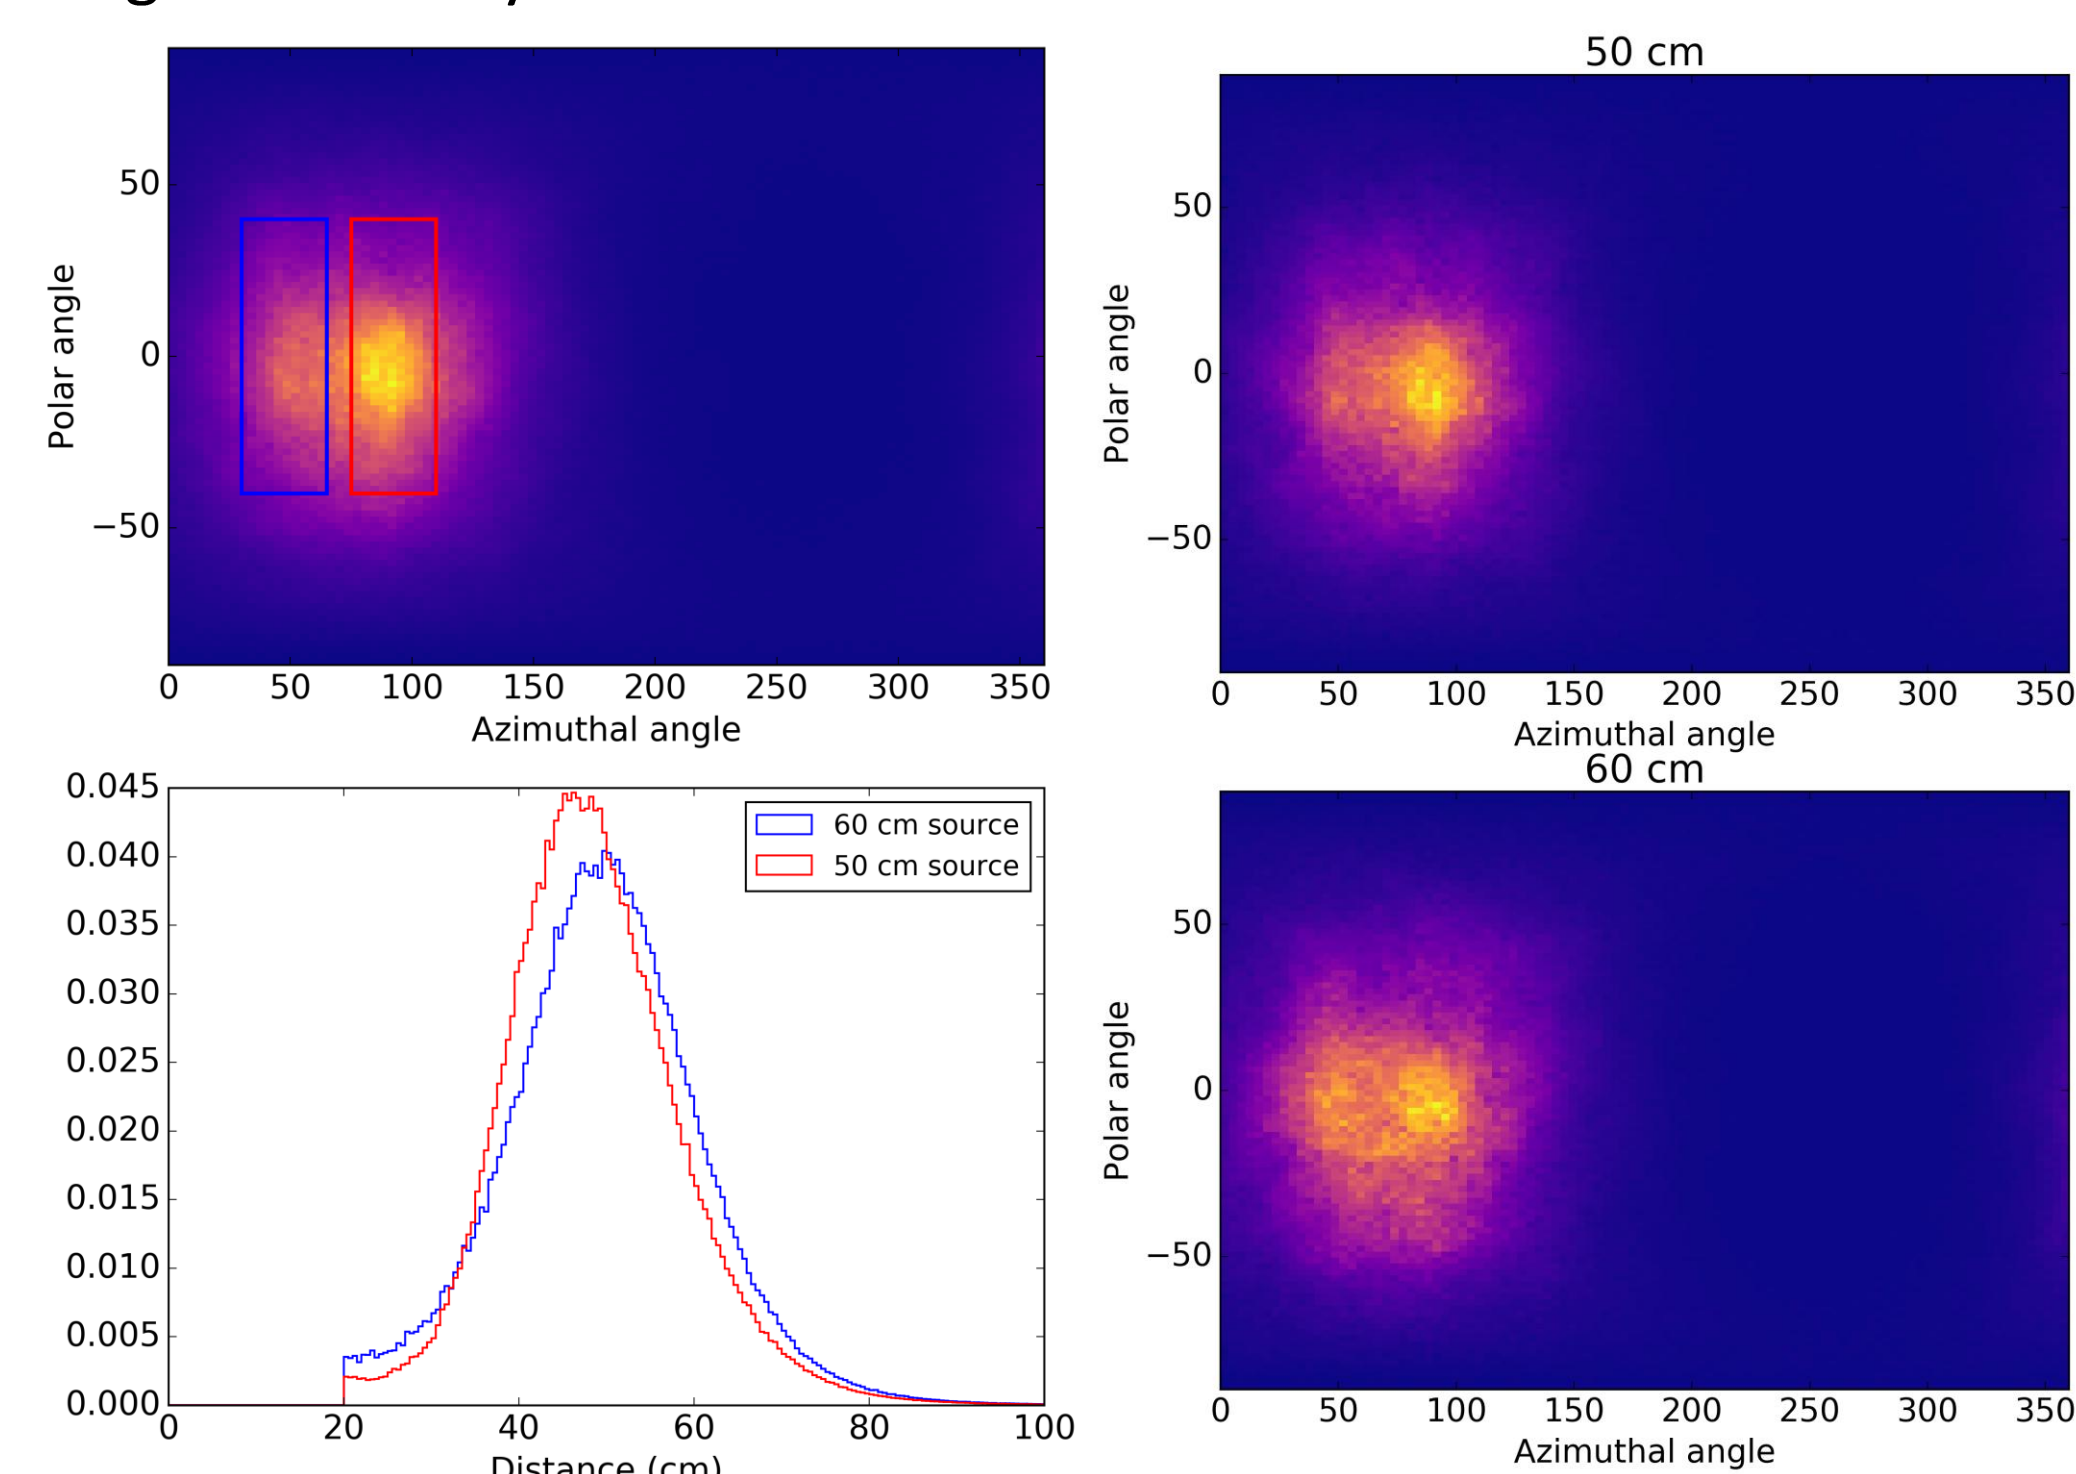 50
0
−50
Polar angle
0 50 100 150 200 250 300 350
Azimuthal angle
50 cm
50
0
−50
Polar angle
0 50 100 150 200 250 300 350
Azimuthal angle
0.045
0.040
0.035
0.030
0.025
0.020
0.015
0.010
0.005
0.000
60 cm source
50 cm source
0 20 40 60 80 100
Distance (cm)
60 cm
50
0
−50
Polar angle
0 50 100 150 200 250 300 350
Azimuthal angle